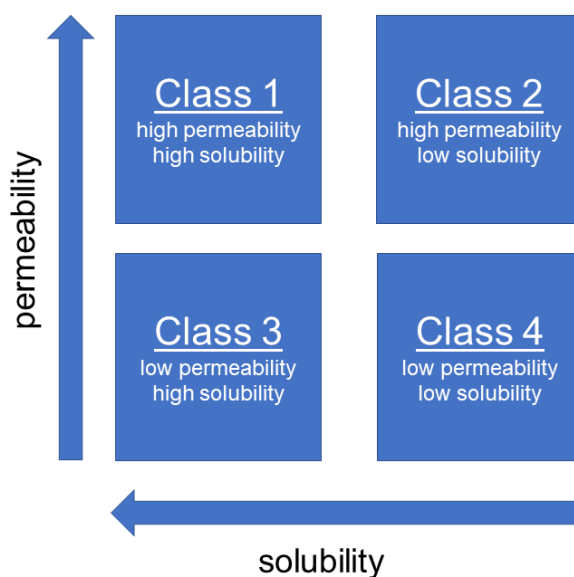 Class 1
high permeability
high solubility
Class 2
high permeability
low solubility
permeability
Class 3
low permeability
high solubility
Class 4
low permeability
low solubility
solubility